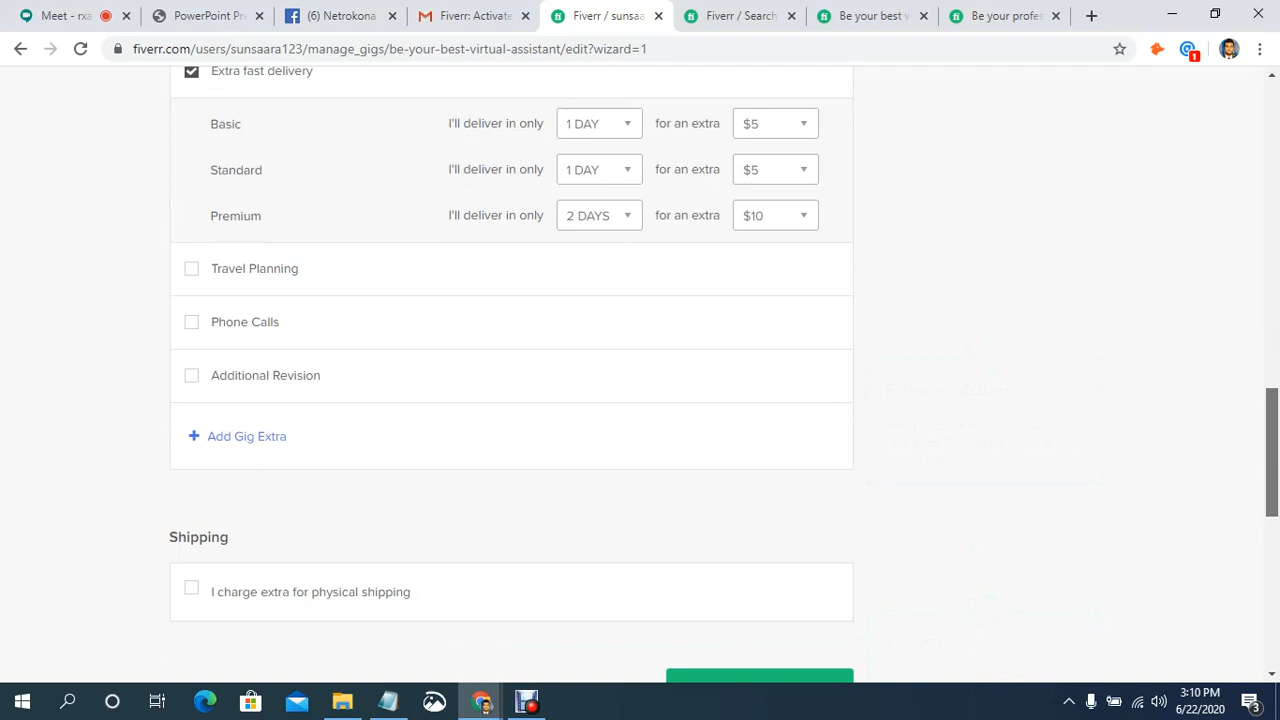 Meet - rxa
PowerPoint Pr
(6) Netrokona
Fiverr: Activate
Fiverr / sunsaa
Fiverr / Search
Be your best v
Be your profes
fiverr.com/users/sunsaara123/manage_gigs/be-your-best-virtual-assistant/edit?wizard=1
1
Extra fast delivery
Basic I'll deliver in only 1 DAY for an extra $5
Standard I'll deliver in only 1 DAY for an extra $5
Premium I'll deliver in only 2 DAYS for an extra $10
Travel Planning
Phone Calls
Additional Revision
+ Add Gig Extra
Shipping
I charge extra for physical shipping
3:10 PM
6/22/2020
3